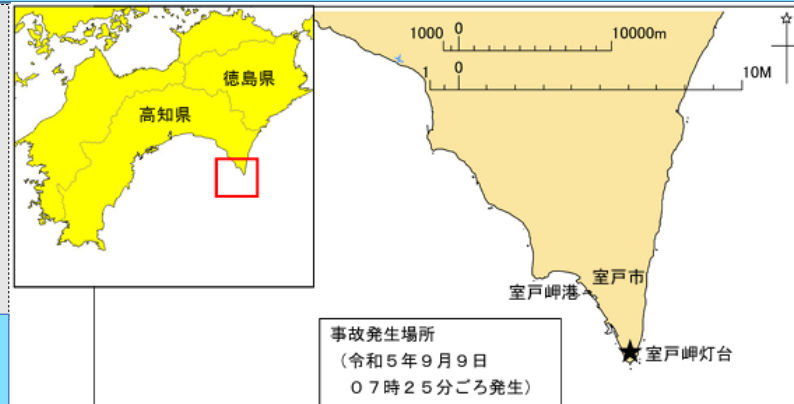 徳島県
高知県
1000 0 10000m
1 0 10M
室戸市
室戸岬港
室戸岬灯台
事故発生場所
（令和５年９月９日
０７時２５分ごろ発生）